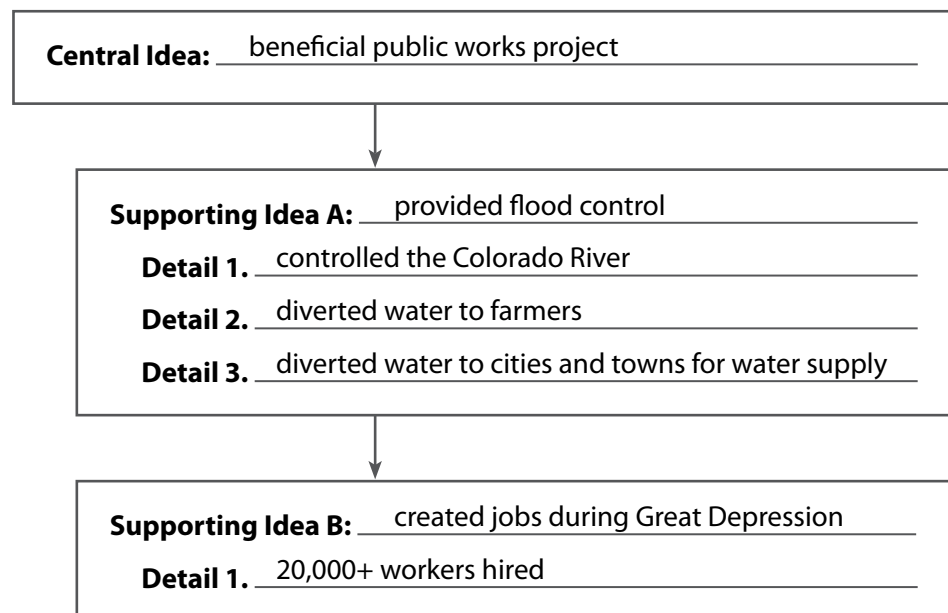 Central Idea: beneficial public works project
Supporting Idea A: provided flood control
Detail 1. controlled the Colorado River
Detail 2. diverted water to farmers
Detail 3. diverted water to cities and towns for water supply
Supporting Idea B: created jobs during Great Depression
Detail 1. 20,000+ workers hired